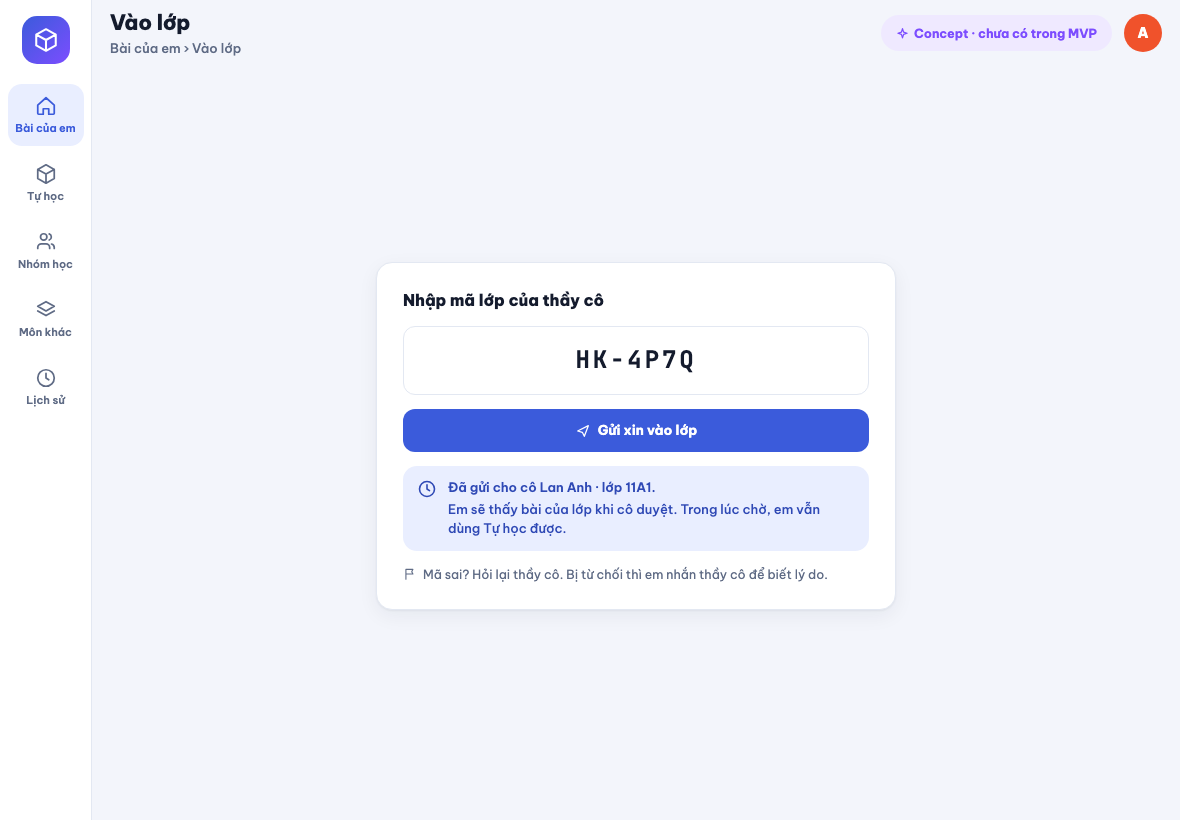 Vào lớp
Bài của em › Vào lớp
Concept · chưa có trong MVP
A
Bài của em
Tự học
Nhóm học
Môn khác
Lịch sử
Nhập mã lớp của thầy cô
HK-4P7Q
Gửi xin vào lớp
Đã gửi cho cô Lan Anh · lớp 11A1.
Em sẽ thấy bài của lớp khi cô duyệt. Trong lúc chờ, em vẫn
dùng Tự học được.
Mã sai? Hỏi lại thầy cô. Bị từ chối thì em nhắn thầy cô để biết lý do.